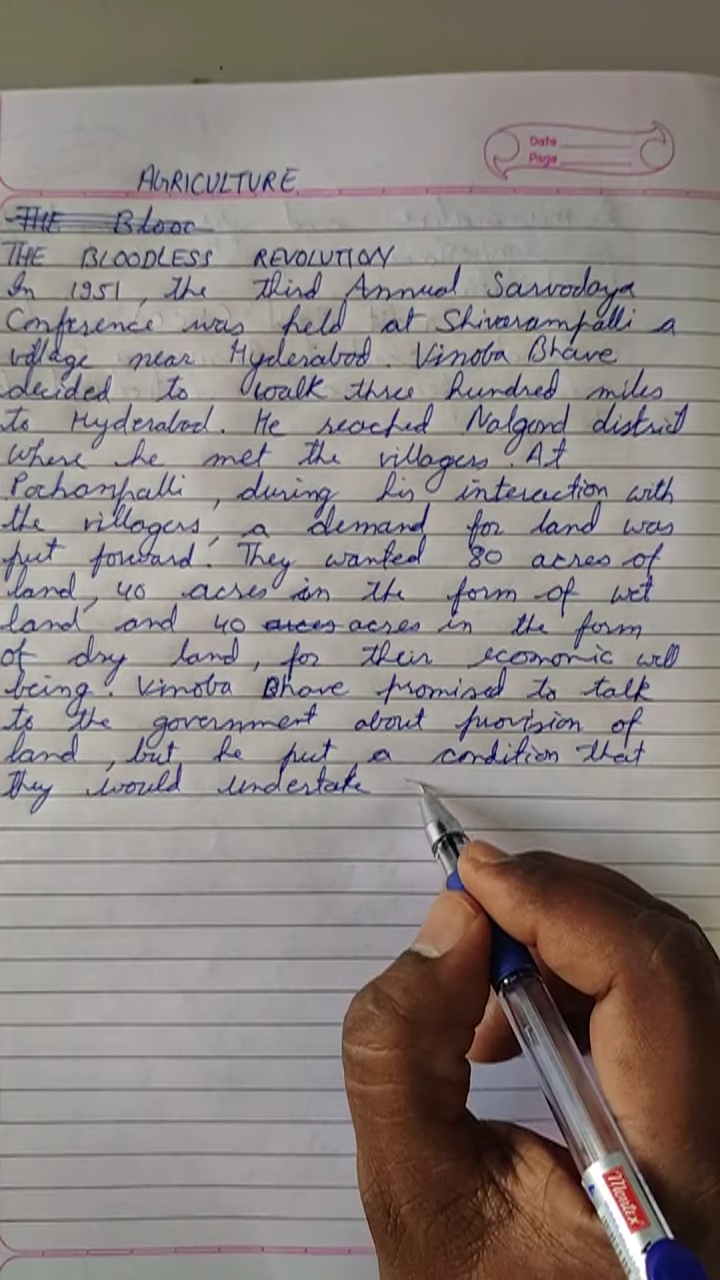 Date
Page
AGRICULTURE
THE Blooc
THE BLOODLESS REVOLUTION
In 1951, the third Annual Sarvodaya
Conference was held at Shivarampalli a
village near Hyderabad. Vinoba Bhave
decided to walk three hundred miles
to Hyderabad. He reached Nalgond district
where he met the villagers. At
Pochampalli, during his interaction with
the villagers, a demand for land was
put forward. They wanted 80 acres of
land, 40 acres in the form of wet
land and 40 acres acres in the form
of dry land, for their economic well
being. Vinoba Bhave promised to talk
to the government about provision of
land, but he put a condition that
they would undertake
Montex